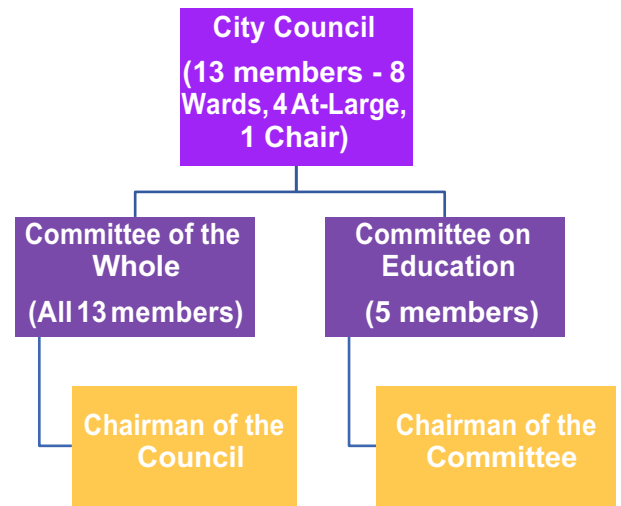 City Council
(13 members - 8
Wards, 4 At-Large,
1 Chair)
Committee of the
Whole
(All 13 members)
Committee on
Education
(5 members)
Chairman of the
Council
Chairman of the
Committee